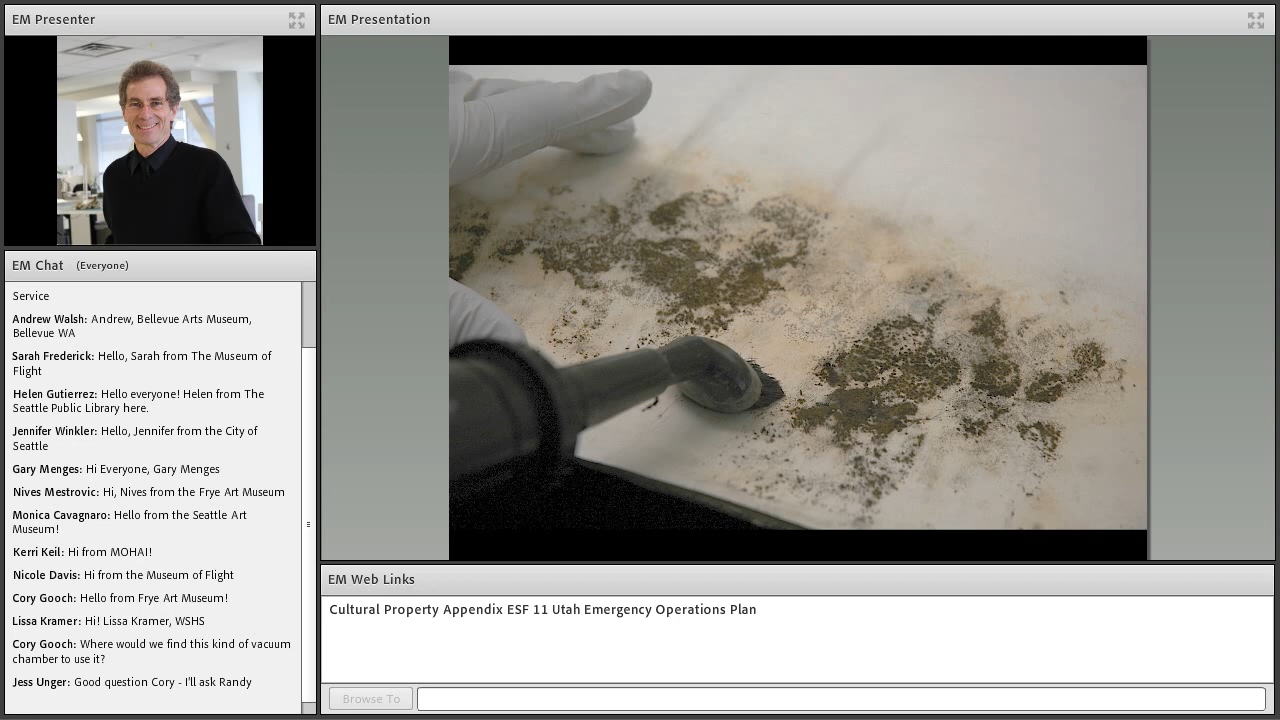 EM Presenter
EM Presentation
EM Chat (Everyone)
Service
Andrew Walsh: Andrew, Bellevue Arts Museum,
Bellevue WA
Sarah Frederick: Hello, Sarah from The Museum of
Flight
Helen Gutierrez: Hello everyone! Helen from The
Seattle Public Library here.
Jennifer Winkler: Hello, Jennifer from the City of
Seattle
Gary Menges: Hi Everyone, Gary Menges
Nives Mestrovic: Hi, Nives from the Frye Art Museum
Monica Cavagnaro: Hello from the Seattle Art
Museum!
Kerri Keil: Hi from MOHAI!
Nicole Davis: Hi from the Museum of Flight
Cory Gooch: Hello from Frye Art Museum!
Lissa Kramer: Hi! Lissa Kramer, WSHS
Cory Gooch: Where would we find this kind of vacuum
chamber to use it?
Jess Unger: Good question Cory - I'll ask Randy
EM Web Links
Cultural Property Appendix ESF 11 Utah Emergency Operations Plan
Browse To